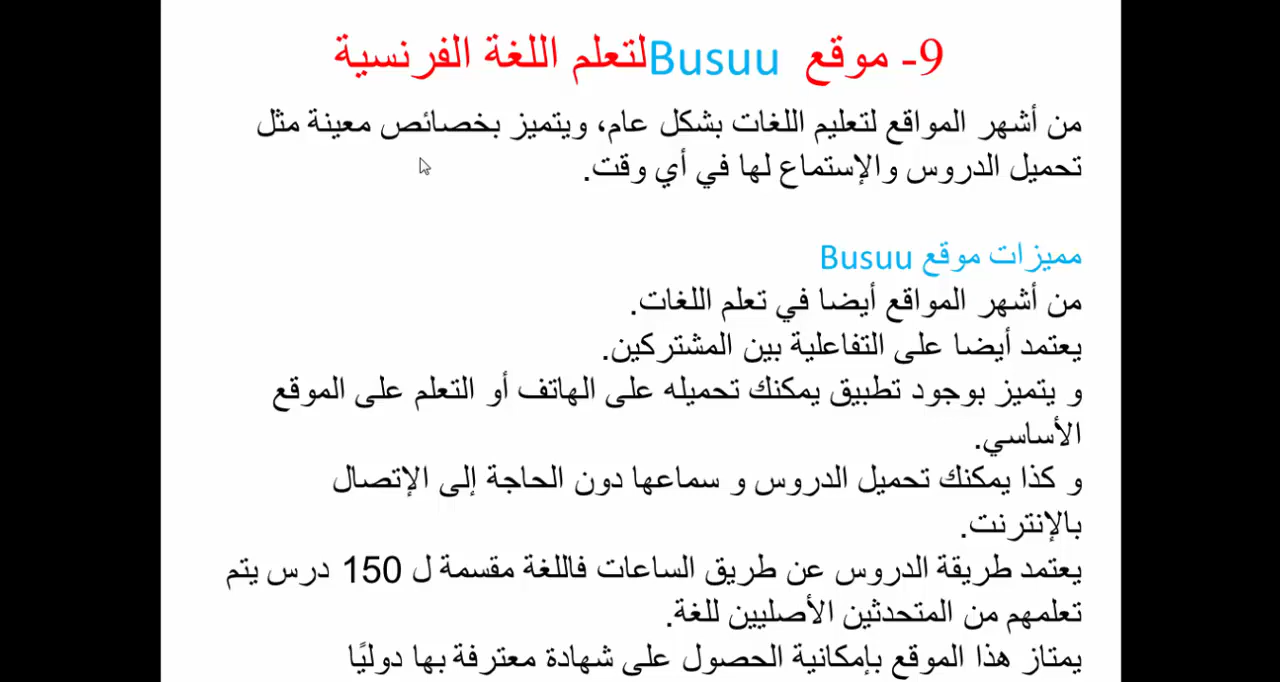 9- موقع Busuu لتعلم اللغة الفرنسية
من أشهر المواقع لتعليم اللغات بشكل عام، ويتميز بخصائص معينة مثل
تحميل الدروس والإستماع لها في أي وقت.
مميزات موقع Busuu
من أشهر المواقع أيضا في تعلم اللغات.
يعتمد أيضا على التفاعلية بين المشتركين.
و يتميز بوجود تطبيق يمكنك تحميله على الهاتف أو التعلم على الموقع
الأساسي.
و كذا يمكنك تحميل الدروس و سماعها دون الحاجة إلى الإتصال
بالإنترنت.
يعتمد طريقة الدروس عن طريق الساعات فاللغة مقسمة ل 150 درس يتم
تعلمهم من المتحدثين الأصليين للغة.
يمتاز هذا الموقع بإمكانية الحصول على شهادة معترفة بها دوليًا